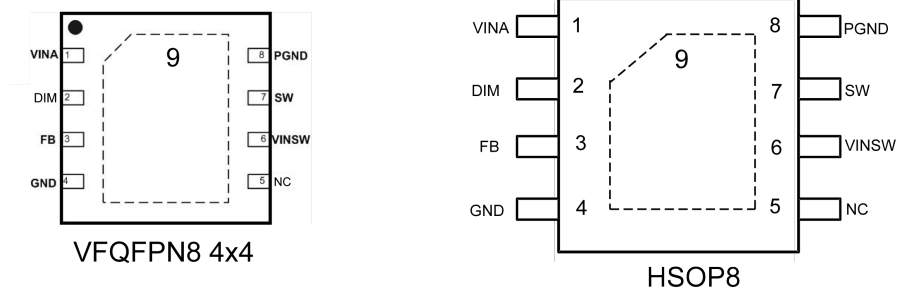 VINA 1 9 8 PGND
DIM 2 7 SW
FB 3 6 VINSW
GND 4 5 NC
VFQFPN8 4x4
VINA 1 9 8 PGND
DIM 2 7 SW
FB 3 6 VINSW
GND 4 5 NC
HSOP8